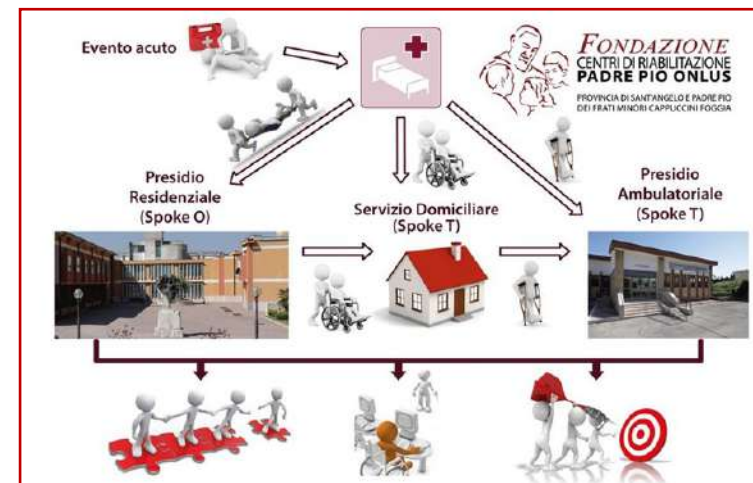 Evento acuto
FONDAZIONE
CENTRI DI RIABILITAZIONE
PADRE PIO ONLUS
PROVINCIA DI SANT'ANGELO E PADRE PIO
DEI FRATI MINORI CAPPUCCINI FOGGIA
Presidio
Residenziale
(Spoke O)
Servizio Domiciliare
(Spoke T)
Presidio
Ambulatoriale
(Spoke T)